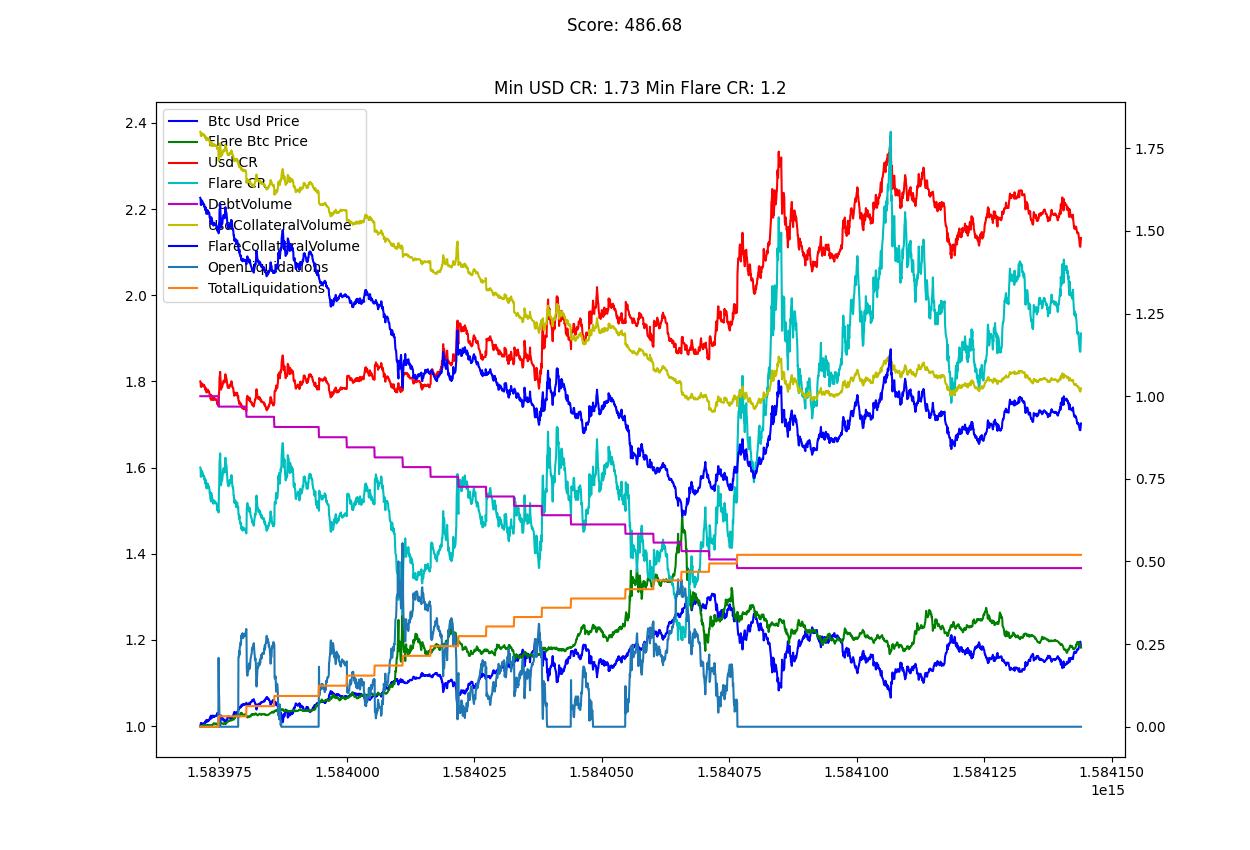 Score: 486.68
Min USD CR: 1.73 Min Flare CR: 1.2
Btc Usd Price
Flare Btc Price
Usd CR
Flare CR
DebtVolume
UsdCollateralVolume
FlareCollateralVolume
OpenLiquidations
TotalLiquidations
2.4
2.2
2.0
1.8
1.6
1.4
1.2
1.0
1.75
1.50
1.25
1.00
0.75
0.50
0.25
0.00
1.583975 1.584000 1.584025 1.584050 1.584075 1.584100 1.584125 1.584150
1e15